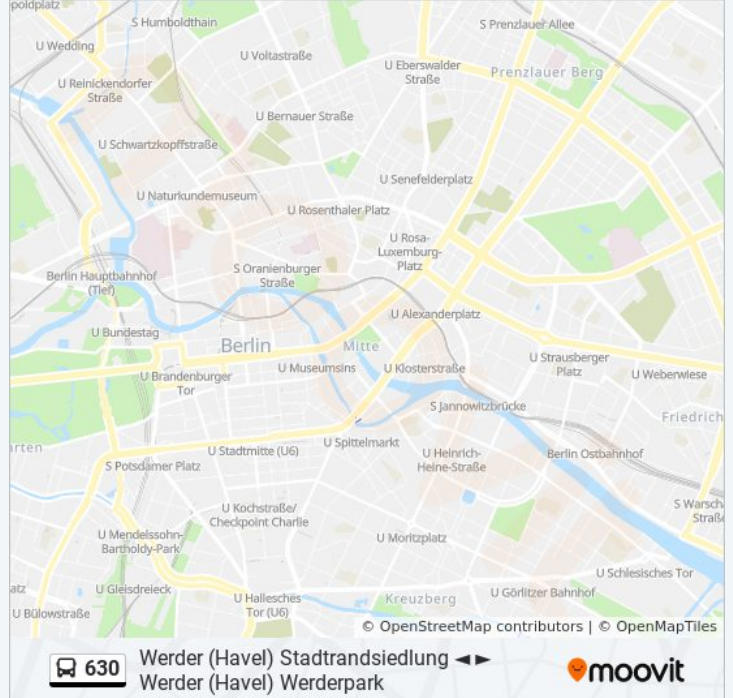 poldplatz
S Humboldthain
S Prenzlauer Allee
U Wedding
U Voltastraße
U Eberswalder
Straße
Prenzlauer Berg
U Reinickendorfer
Straße
U Bernauer Straße
U Schwartzkopffstraße
U Senefelderplatz
U Naturkundemuseum
U Rosenthaler Platz
U Rosa-
Luxemburg-
Platz
S Oranienburger
Straße
Berlin Hauptbahnhof
(Tief)
U Alexanderplatz
U Bundestag
Berlin
Mitte
U Strausberger
Platz
U Museumsins
U Klosterstraße
U Weberwiese
U Brandenburger
Tor
S Jannowitzbrücke
Friedrich
arten
U Spittelmarkt
U Stadtmitte (U6)
U Heinrich-
Heine-Straße
Berlin Ostbahnhof
S Potsdamer Platz
S Warsch
Straße
U Kochstraße/
Checkpoint Charlie
U Mendelssohn-
Bartholdy-Park
U Moritzplatz
U Schlesisches Tor
atz
U Gleisdreieck
U Hallesches
Tor (U6)
Kreuzberg
U Görlitzer Bahnhof
U Bülowstraße
© OpenStreetMap contributors | © OpenMapTiles
630
Werder (Havel) Stadtrandsiedlung ◄►
Werder (Havel) Werderpark
moovit